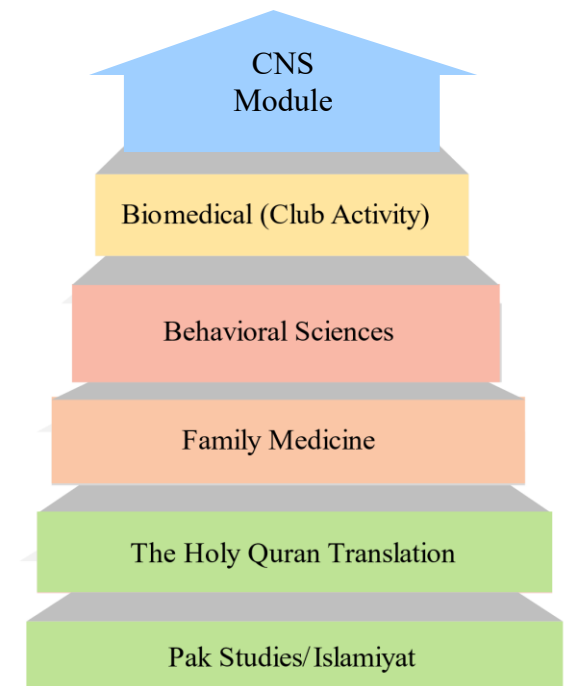 CNS
Module
Biomedical (Club Activity)
Behavioral Sciences
Family Medicine
The Holy Quran Translation
Pak Studies/Islamiyat